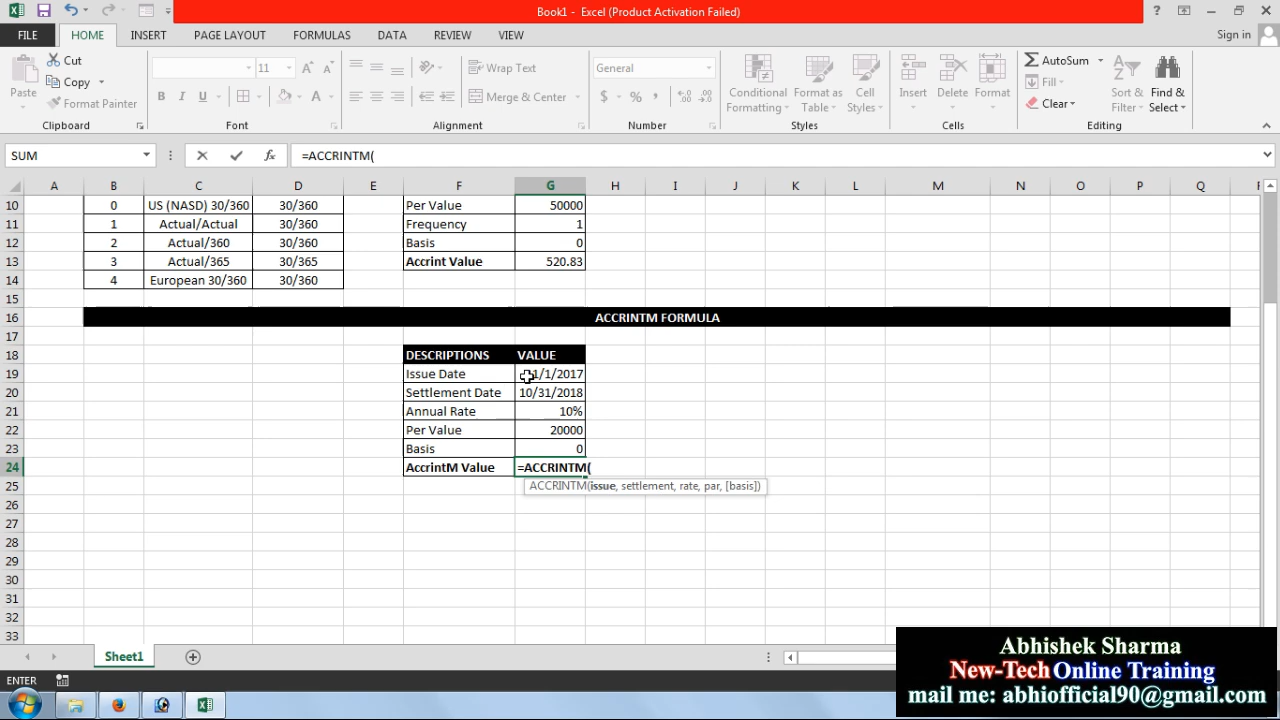 Book1 - Excel (Product Activation Failed)
FILE HOME INSERT PAGE LAYOUT FORMULAS DATA REVIEW VIEW Sign in
Paste
Cut
Copy
Format Painter
Clipboard
11
B I U A
Font
Wrap Text
Merge & Center
Alignment
General
$ % ,
Number
Conditional Formatting
Format as Table
Cell Styles
Styles
Insert Delete Format
Cells
AutoSum
Fill
Clear
Sort & Filter
Find & Select
Editing
SUM =ACCRINTM(
A B C D E F G H I J K L M N O P Q
10 0 US (NASD) 30/360 30/360 Per Value 50000
11 1 Actual/Actual 30/360 Frequency 1
12 2 Actual/360 30/360 Basis 0
13 3 Actual/365 30/365 Accrint Value 520.83
14 4 European 30/360 30/360
15
16 ACCRINTM FORMULA
17
18 DESCRIPTIONS VALUE
19 Issue Date 1/1/2017
20 Settlement Date 10/31/2018
21 Annual Rate 10%
22 Per Value 20000
23 Basis 0
24 AccrintM Value =ACCRINTM(
25 ACCRINTM(issue, settlement, rate, par, [basis])
26
27
28
29
30
31
32
33
Sheet1
ENTER
Abhishek Sharma
New-Tech Online Training
mail me: abhiofficial90@gmail.com